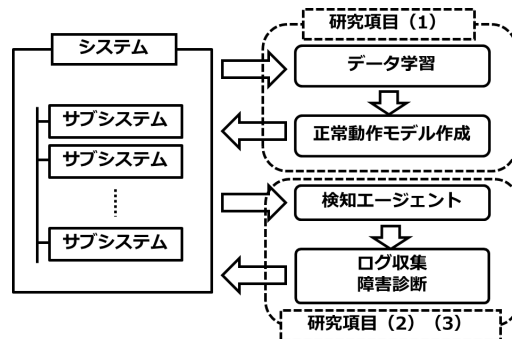 システム
サブシステム
サブシステム
サブシステム
研究項目（1）
データ学習
正常動作モデル作成
検知エージェント
ログ収集
障害診断
研究項目（2）（3）